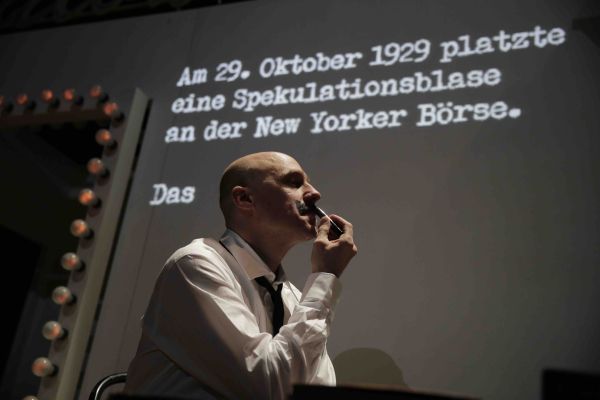 Am 29. Oktober 1929 platzte
eine Spekulationsblase
an der New Yorker Börse.
Das